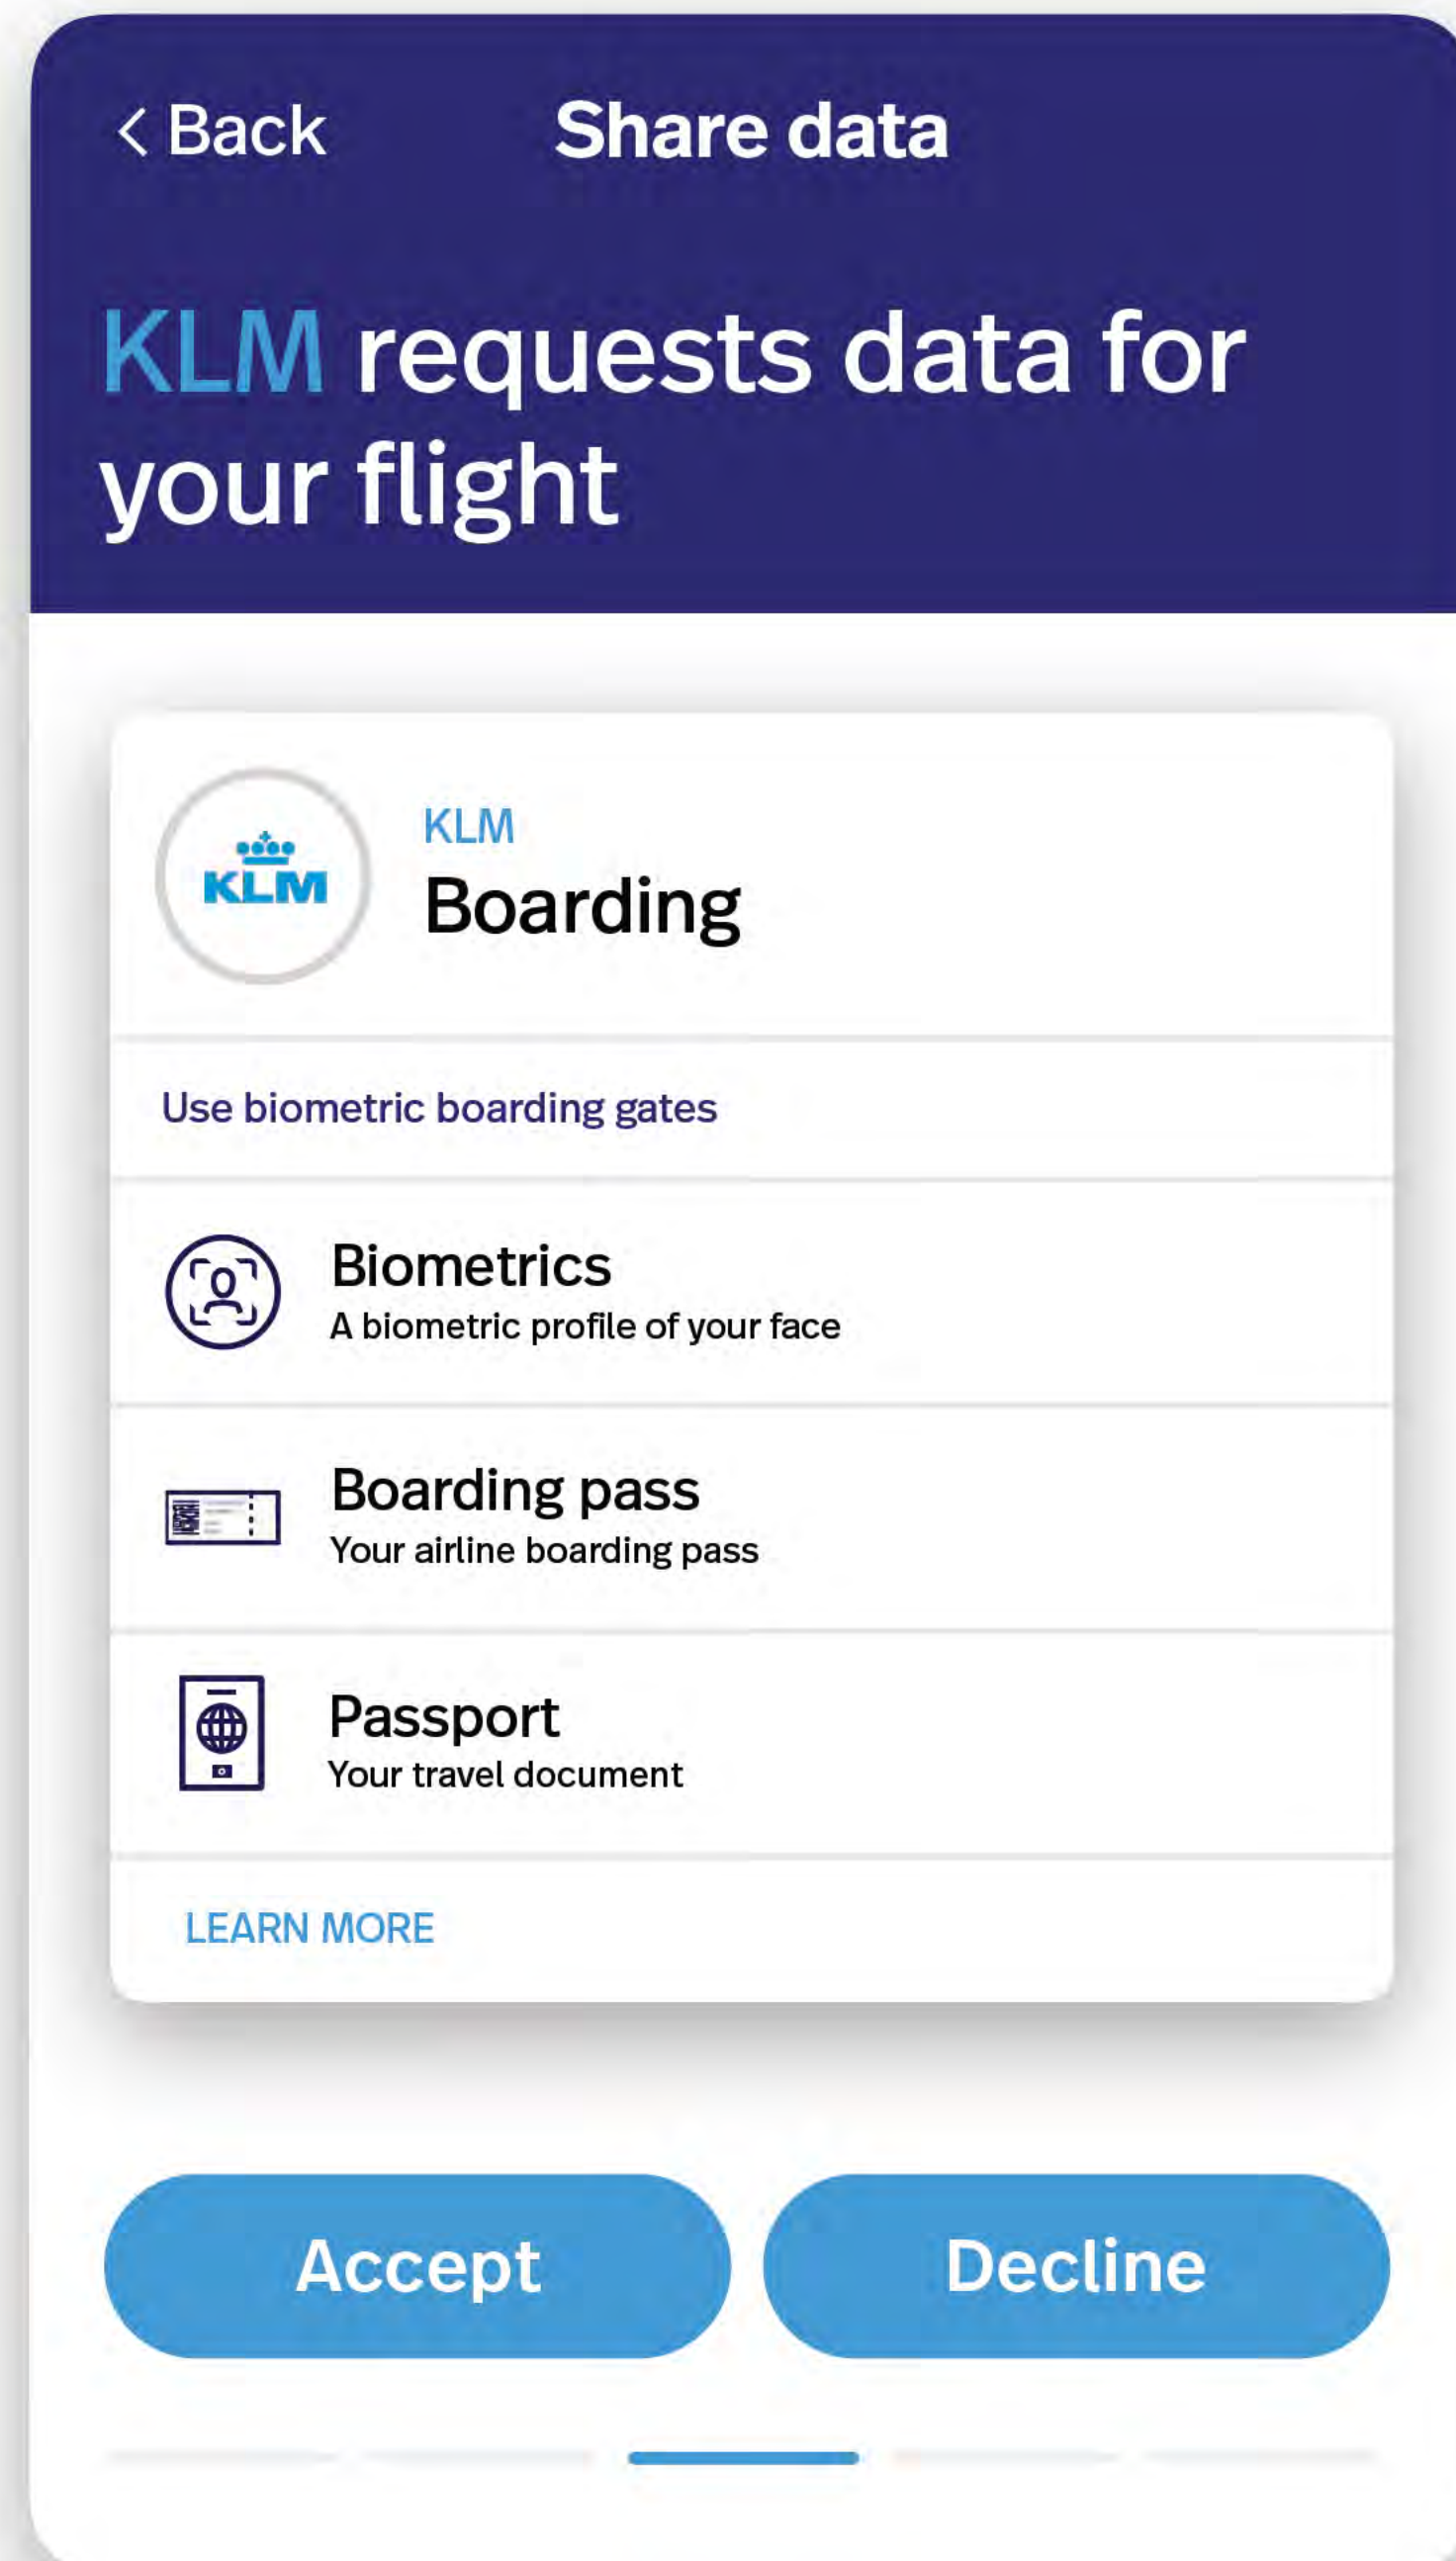 < Back
Share data
KLM requests data for
your flight
KLM
KLM
Boarding
Use biometric boarding gates
Biometrics
A biometric profile of your face
Boarding pass
Your airline boarding pass
Passport
Your travel document
LEARN MORE
Accept
Decline